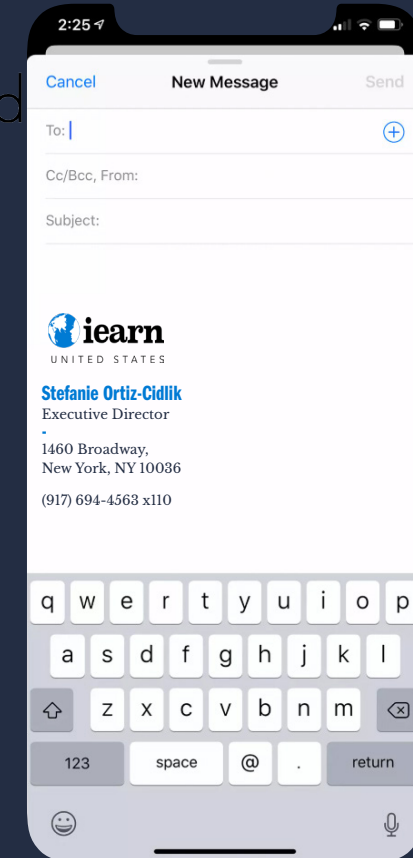 2:25
d
Cancel New Message Send
To:
Cc/Bcc, From:
Subject:
iearn
UNITED STATES
Stefanie Ortiz-Cidlik
Executive Director
-
1460 Broadway,
New York, NY 10036
(917) 694-4563 x110
q w e r t y u i o p
a s d f g h j k l
z x c v b n m
123 space @ . return